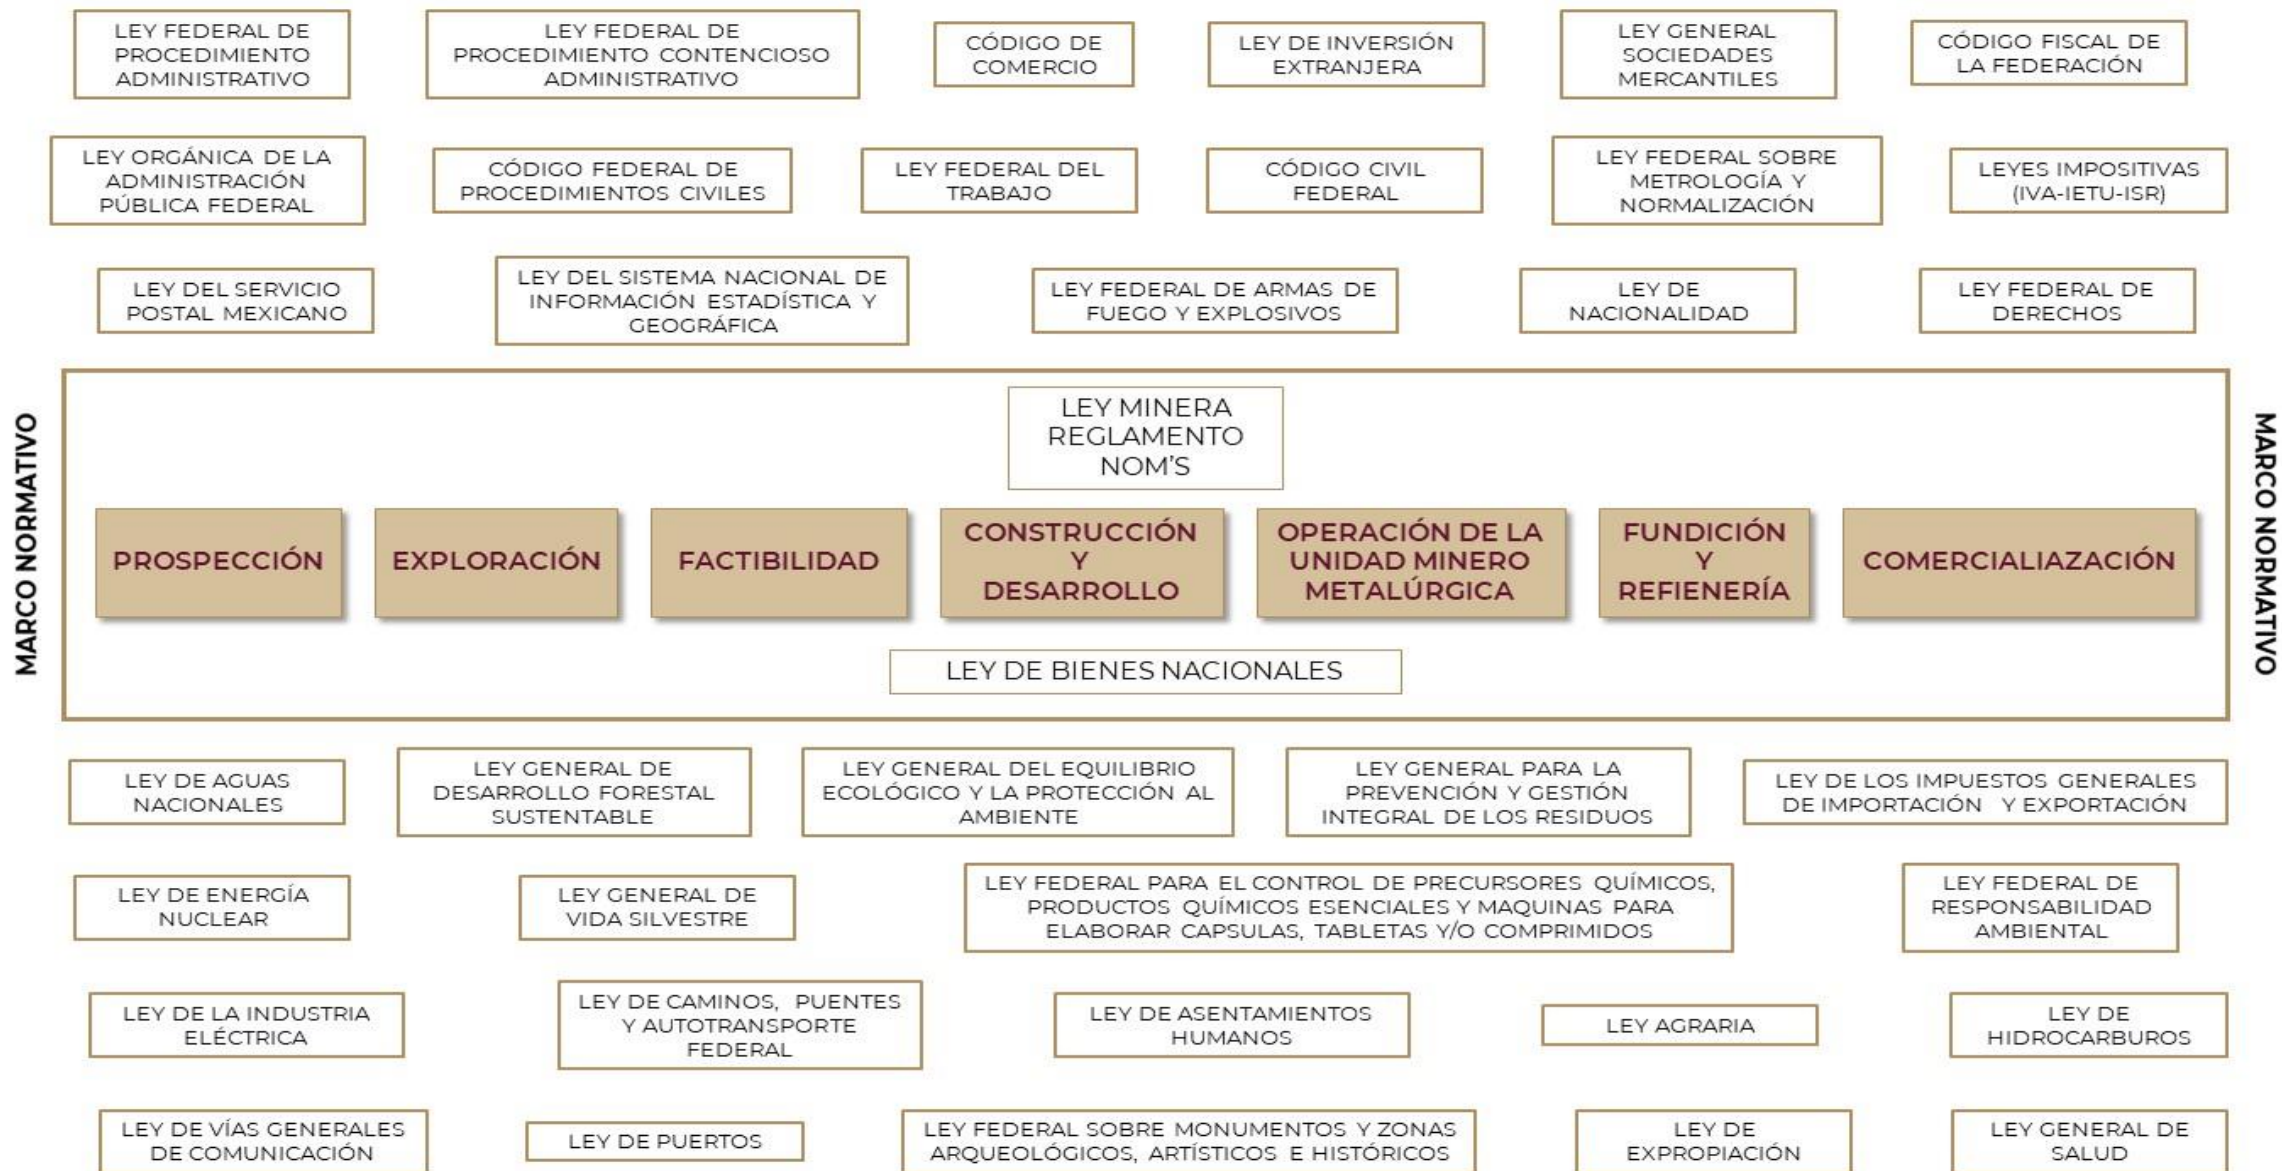 LEY FEDERAL DE
PROCEDIMIENTO
ADMINISTRATIVO
LEY FEDERAL DE
PROCEDIMIENTO CONTENCIOSO
ADMINISTRATIVO
CÓDIGO DE
COMERCIO
LEY DE INVERSIÓN
EXTRANJERA
LEY GENERAL
SOCIEDADES
MERCANTILES
CÓDIGO FISCAL DE
LA FEDERACIÓN
LEY ORGÁNICA DE LA
ADMINISTRACIÓN
PÚBLICA FEDERAL
CÓDIGO FEDERAL DE
PROCEDIMIENTOS CIVILES
LEY FEDERAL DEL
TRABAJO
CÓDIGO CIVIL
FEDERAL
LEY FEDERAL SOBRE
METROLOGÍA Y
NORMALIZACIÓN
LEYES IMPOSITIVAS
(IVA-IETU-ISR)
LEY DEL SERVICIO
POSTAL MEXICANO
LEY DEL SISTEMA NACIONAL DE
INFORMACIÓN ESTADÍSTICA Y
GEOGRÁFICA
LEY FEDERAL DE ARMAS DE
FUEGO Y EXPLOSIVOS
LEY DE
NACIONALIDAD
LEY FEDERAL DE
DERECHOS
MARCO NORMATIVO
LEY MINERA
REGLAMENTO
NOM'S
PROSPECCIÓN
EXPLORACIÓN
FACTIBILIDAD
CONSTRUCCIÓN
Y
DESARROLLO
OPERACIÓN DE LA
UNIDAD MINERO
METALÚRGICA
FUNDICIÓN
Y
REFIENERÍA
COMERCIALIAZACIÓN
LEY DE BIENES NACIONALES
MARCO NORMATIVO
LEY DE AGUAS
NACIONALES
LEY GENERAL DE
DESARROLLO FORESTAL
SUSTENTABLE
LEY GENERAL DEL EQUILIBRIO
ECOLÓGICO Y LA PROTECCIÓN AL
AMBIENTE
LEY GENERAL PARA LA
PREVENCIÓN Y GESTIÓN
INTEGRAL DE LOS RESIDUOS
LEY DE LOS IMPUESTOS GENERALES
DE IMPORTACIÓN Y EXPORTACIÓN
LEY DE ENERGÍA
NUCLEAR
LEY GENERAL DE
VIDA SILVESTRE
LEY FEDERAL PARA EL CONTROL DE PRECURSORES QUÍMICOS,
PRODUCTOS QUÍMICOS ESENCIALES Y MAQUINAS PARA
ELABORAR CAPSULAS, TABLETAS Y/O COMPRIMIDOS
LEY FEDERAL DE
RESPONSABILIDAD
AMBIENTAL
LEY DE LA INDUSTRIA
ELÉCTRICA
LEY DE CAMINOS, PUENTES
Y AUTOTRANSPORTE
FEDERAL
LEY DE ASENTAMIENTOS
HUMANOS
LEY AGRARIA
LEY DE
HIDROCARBUROS
LEY DE VÍAS GENERALES
DE COMUNICACIÓN
LEY DE PUERTOS
LEY FEDERAL SOBRE MONUMENTOS Y ZONAS
ARQUEOLÓGICOS, ARTÍSTICOS E HISTÓRICOS
LEY DE
EXPROPIACIÓN
LEY GENERAL DE
SALUD